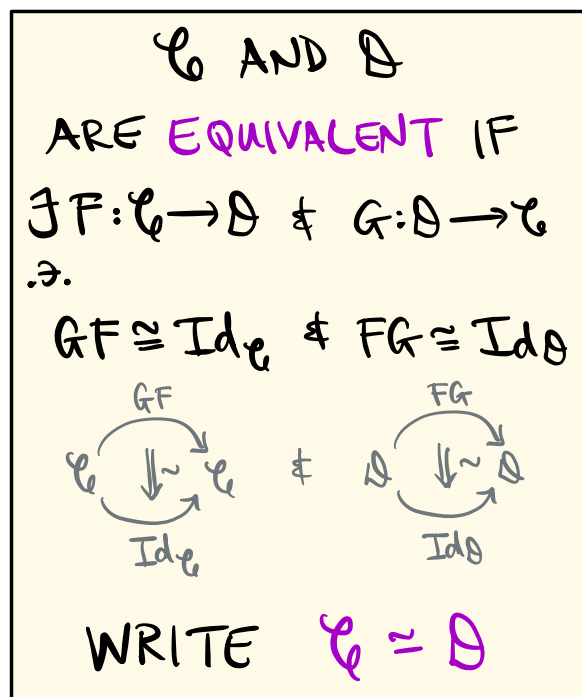 𝒞 AND 𝒟
ARE EQUIVALENT IF
∃ F: 𝒞 → 𝒟 & G: 𝒟 → 𝒞
.∋.
GF ≅ Id𝒞 & FG ≅ Id𝒟
GF FG
𝒞 ⇓~ 𝒞 & 𝒟 ⇓~ 𝒟
Id𝒞 Id𝒟
WRITE 𝒞 ≃ 𝒟